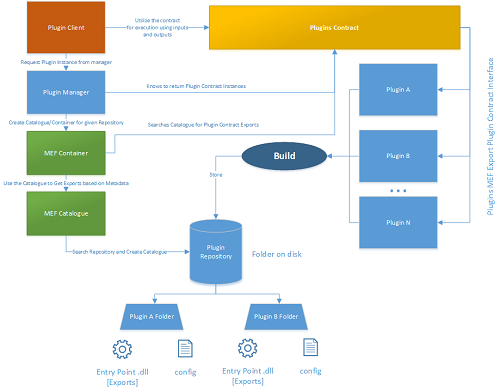 Plugin Client
Utilise the contract
for execution using inputs
and outputs
Plugins Contract
Request Plugin Instance from manager
Plugin Manager
Knows to return Plugin Contract Instances
Plugin A
Create Catalogue/Container for given Repository
Searches Catalogue for Plugin Contract Exports
MEF Container
Build
Plugin B
Plugins MEF Export Plugin Contract Interface
Use the Catalogue to Get Exports based on Metadata
Store
...
MEF Catalogue
Plugin N
Search Repository and Create Catalogue
Plugin
Repository
Folder on disk
Plugin A Folder
Plugin B Folder
Entry Point .dll
[Exports]
config
Entry Point .dll
[Exports]
config